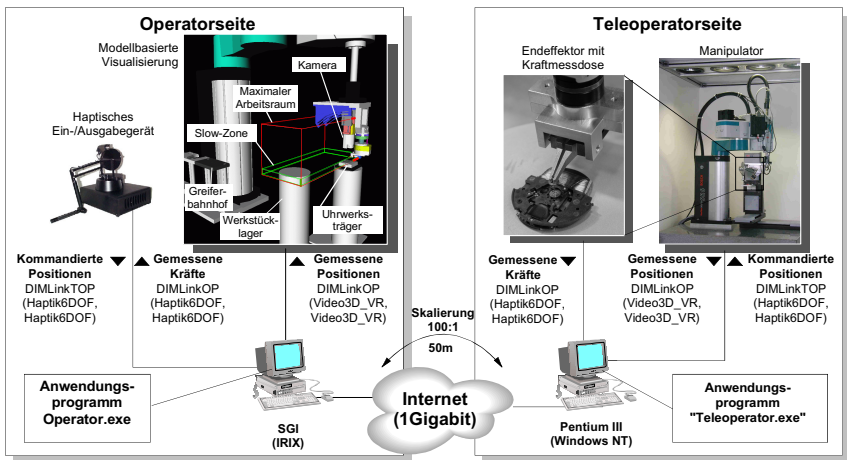 Operatorseite
Modellbasierte
Visualisierung
Kamera
Maximaler
Arbeitsraum
Haptisches
Ein-/Ausgabegerät
Slow-Zone
Greifer-
bahnhof
Werkstück-
lager
Uhrwerks-
träger
Kommandierte
Positionen
DIMLinkTOP
(Haptik6DOF,
Haptik6DOF)
Gemessene
Kräfte
DIMLinkOP
(Haptik6DOF,
Haptik6DOF)
Gemessene
Positionen
DIMLinkOP
(Video3D_VR,
Video3D_VR)
Anwendungs-
programm
Operator.exe
SGI
(IRIX)
Skalierung
100:1
50m
Internet
(1Gigabit)
Teleoperatorseite
Endeffektor mit
Kraftmessdose
Manipulator
Gemessene
Kräfte
DIMLinkOP
(Haptik6DOF,
Haptik6DOF)
Gemessene
Positionen
DIMLinkOP
(Video3D_VR,
Video3D_VR)
Kommandierte
Positionen
DIMLinkTOP
(Haptik6DOF,
Haptik6DOF)
Pentium III
(Windows NT)
Anwendungs-
programm
"Teleoperator.exe"